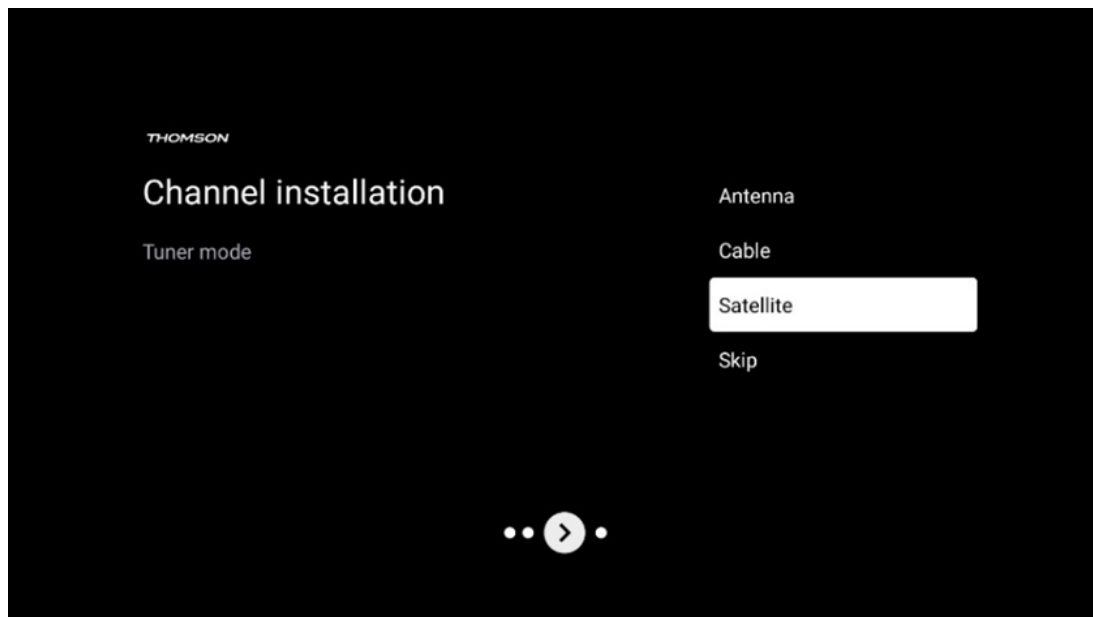 THOMSON
Channel installation
Tuner mode
Antenna
Cable
Satellite
Skip